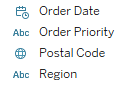 Order Date
Abc Order Priority
Postal Code
Abc Region